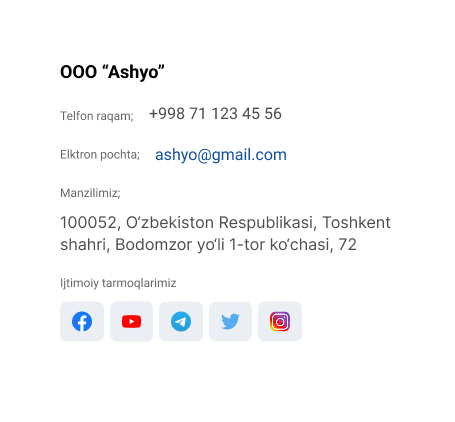 OOO “Ashyo”
Telfon raqam; +998 71 123 45 56
Elktron pochta; ashyo@gmail.com
Manzilimiz;
100052, O‘zbekiston Respublikasi, Toshkent
shahri, Bodomzor yo‘li 1-tor ko‘chasi, 72
Ijtimoiy tarmoqlarimiz